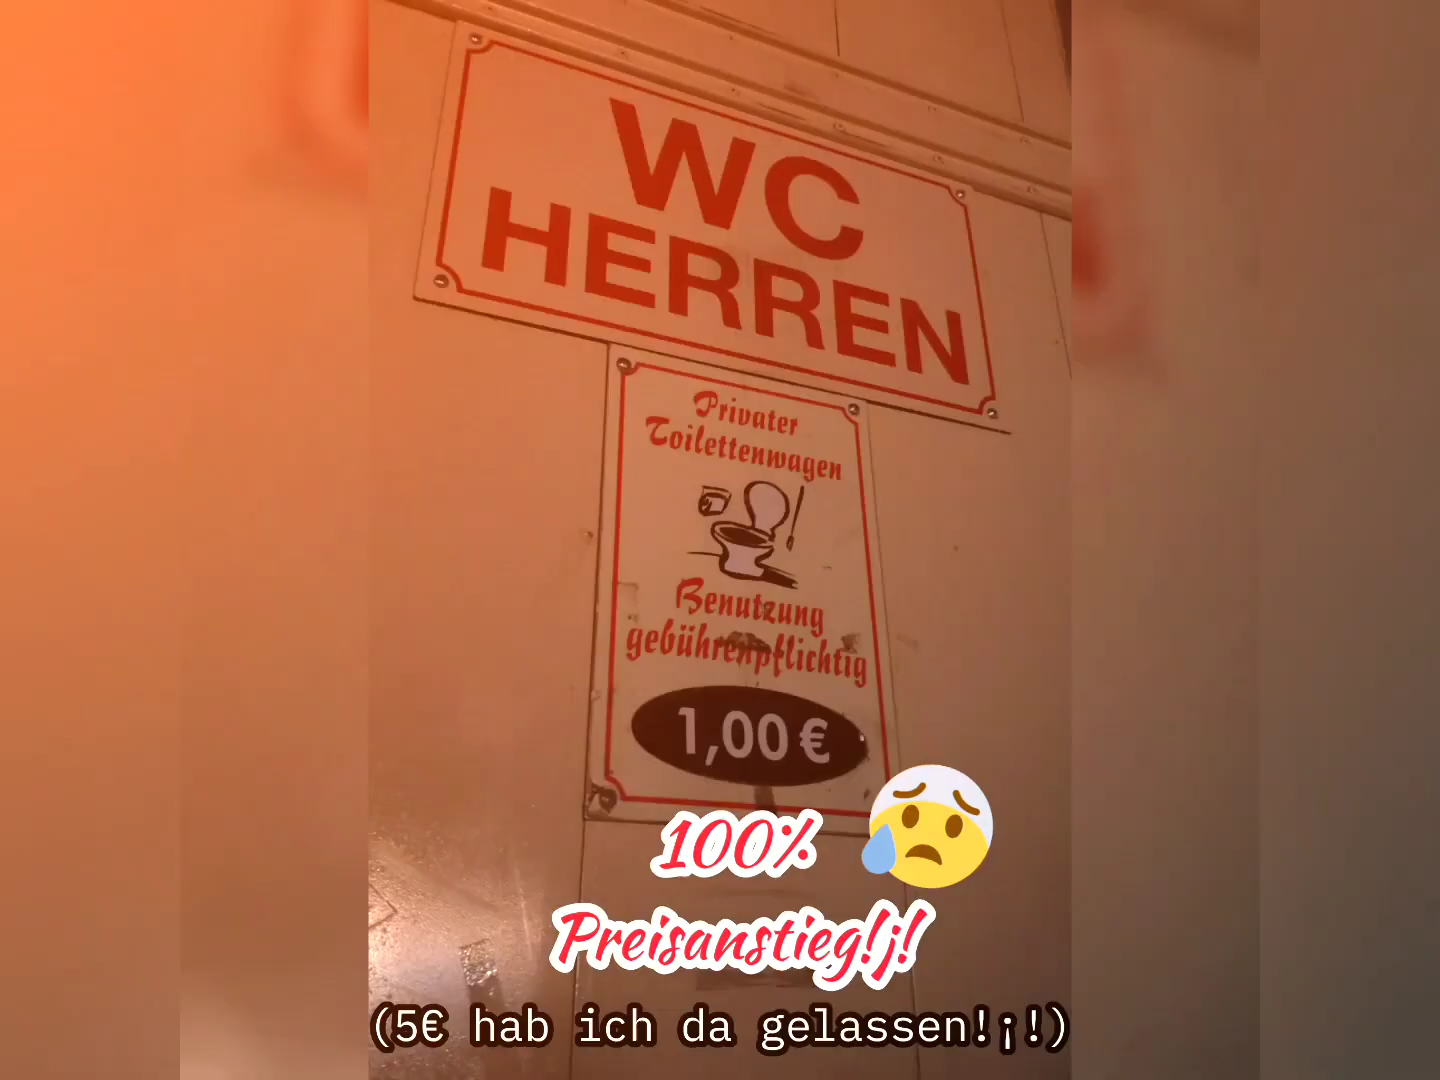 WC
HERREN
Privater
Toilettenwagen
Benutzung
gebührenpflichtig
1,00 €
100%
Preisanstieg!j!
(5€ hab ich da gelassen!¡!)